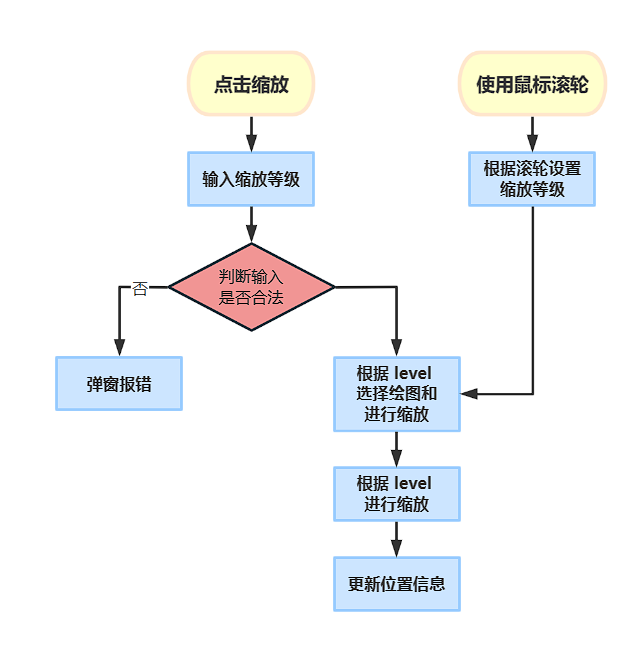 点击缩放
使用鼠标滚轮
输入缩放等级
根据滚轮设置
缩放等级
判断输入
是否合法
否
弹窗报错
根据 level
选择绘图和
进行缩放
根据 level
进行缩放
更新位置信息